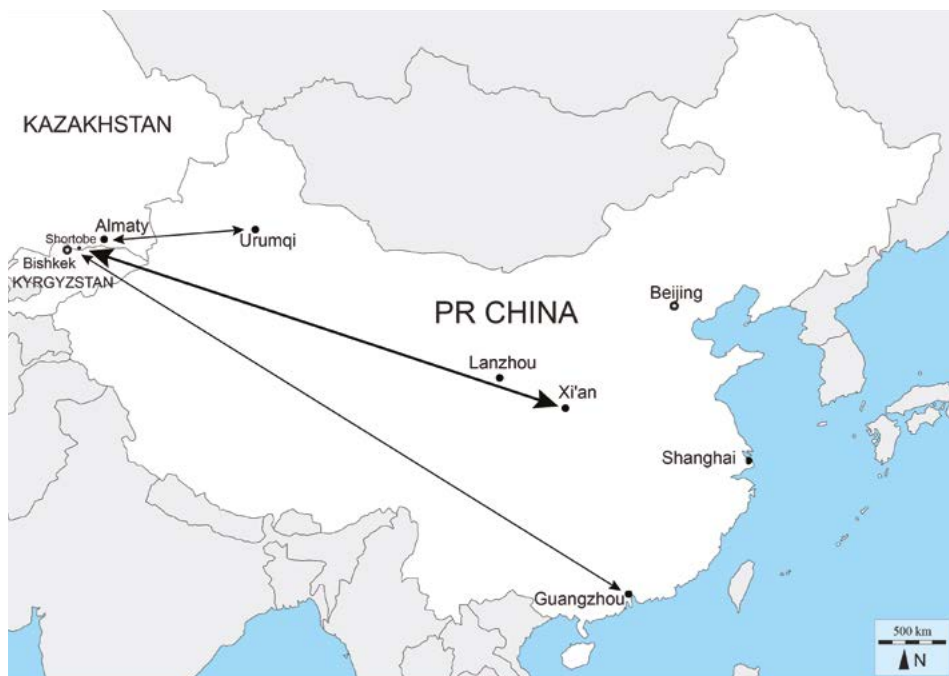 KAZAKHSTAN
Almaty
Shortobe
Urumqi
Bishkek
KYRGYZSTAN
Beijing
PR CHINA
Lanzhou
Xi'an
Shanghai
Guangzhou
500 km
N